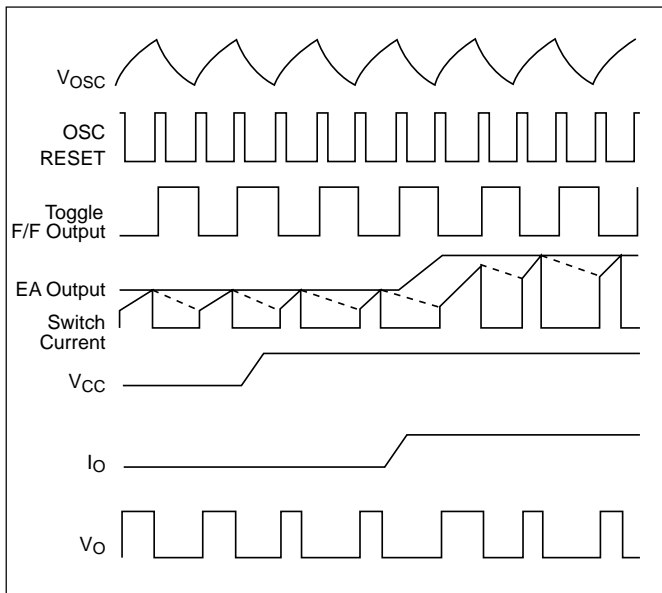 VOSC
OSC
RESET
Toggle
F/F Output
EA Output
Switch
Current
VCC
IO
VO